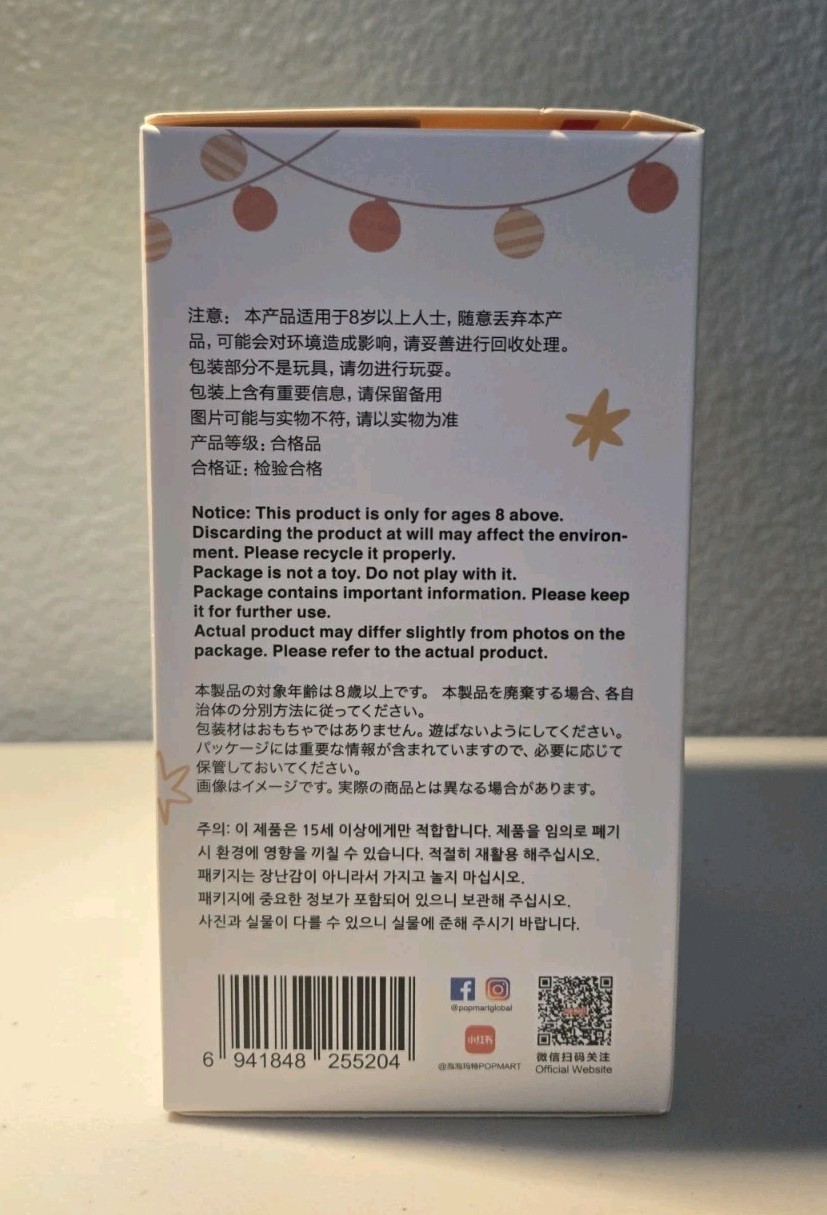 注意： 本产品适用于8岁以上人士, 随意丢弃本产
品, 可能会对环境造成影响, 请妥善进行回收处理。
包装部分不是玩具, 请勿进行玩耍。
包装上含有重要信息, 请保留备用
图片可能与实物不符, 请以实物为准
产品等级: 合格品
合格证: 检验合格
Notice: This product is only for ages 8 above.
Discarding the product at will may affect the environ-
ment. Please recycle it properly.
Package is not a toy. Do not play with it.
Package contains important information. Please keep
it for further use.
Actual product may differ slightly from photos on the
package. Please refer to the actual product.
本製品の対象年齢は8歳以上です。 本製品を廃棄する場合、各自
治体の分別方法に従ってください。
包装材はおもちゃではありません。遊ばないようにしてください。
パッケージには重要な情報が含まれていますので、必要に応じて
保管しておいてください。
画像はイメージです。実際の商品とは異なる場合があります。
주의: 이 제품은 15세 이상에게만 적합합니다. 제품을 임의로 폐기
시 환경에 영향을 끼칠 수 있습니다. 적절히 재활용 해주십시오.
패키지는 장난감이 아니라서 가지고 놀지 마십시오.
패키지에 중요한 정보가 포함되어 있으니 보관해 주십시오.
사진과 실물이 다를 수 있으니 실물에 준해 주시기 바랍니다.
6 941848 255204
@popmartglobal
小红书
@泡泡玛特POPMART
微信扫码关注
Official Website